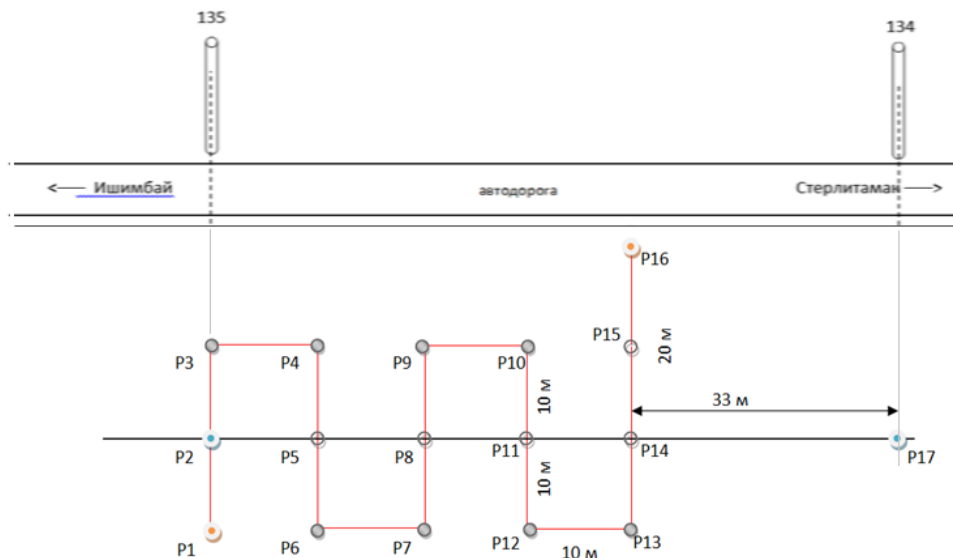 135
134
Ишимбай
автодорога
Стерлитамак
P16
P3
P4
P9
P10
P15
20 м
10 м
33 м
P2
P5
P8
P11
P14
P17
10 м
P1
P6
P7
P12
P13
10 м